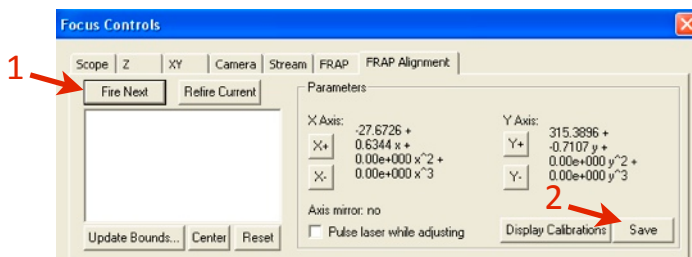 Focus Controls
Scope Z XY Camera Stream FRAP FRAP Alignment
1
Fire Next Refire Current
Parameters
X Axis:
-27.6726 +
X+ 0.6344 x +
0.00e+000 x^2 +
X- 0.00e+000 x^3
Y Axis:
315.3896 +
Y+ -0.7107 y +
0.00e+000 y^2 +
Y- 0.00e+000 y^3
2
Axis mirror: no
Pulse laser while adjusting
Display Calibrations Save
Update Bounds... Center Reset